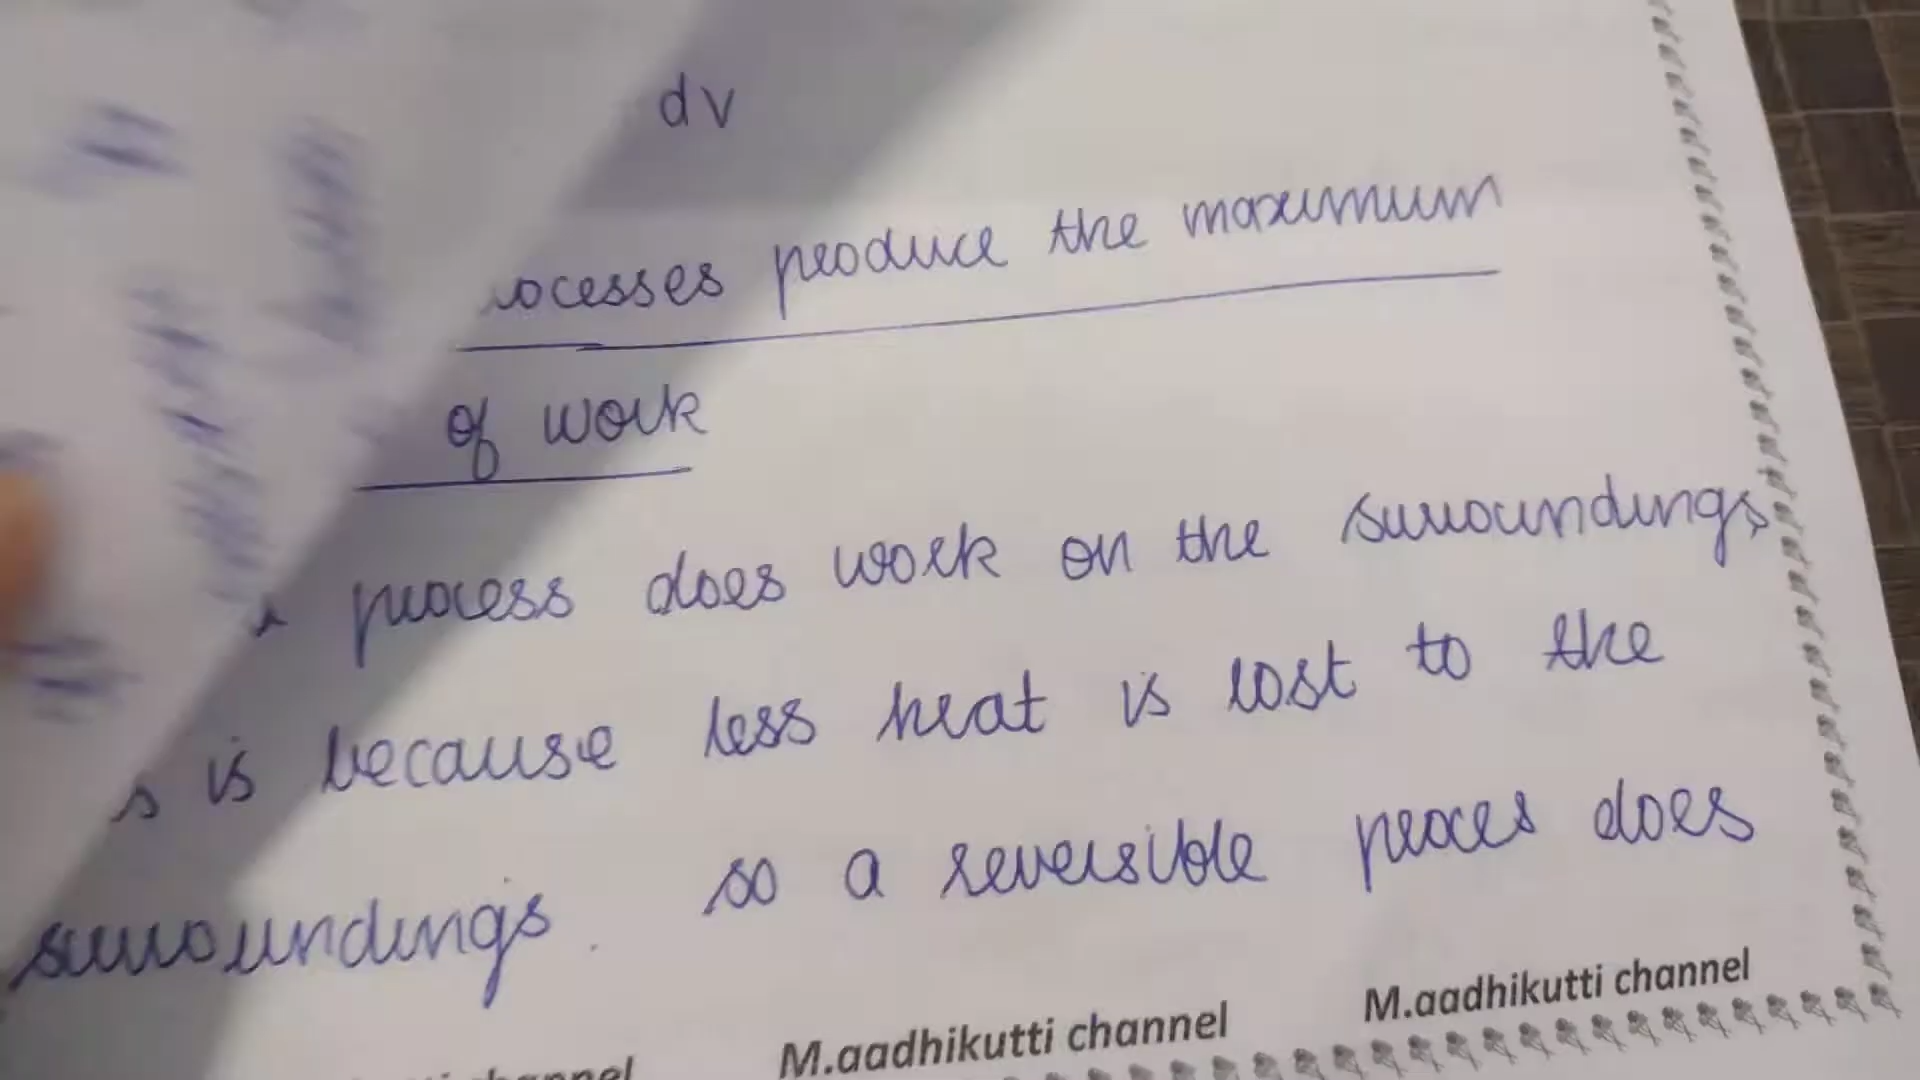 dv
ocesses produce the maximum
of work
process does work on the surroundings
s is because less heat is lost to the
surroundings. so a reversible proces does
M.aadhikutti channel
M.aadhikutti channel